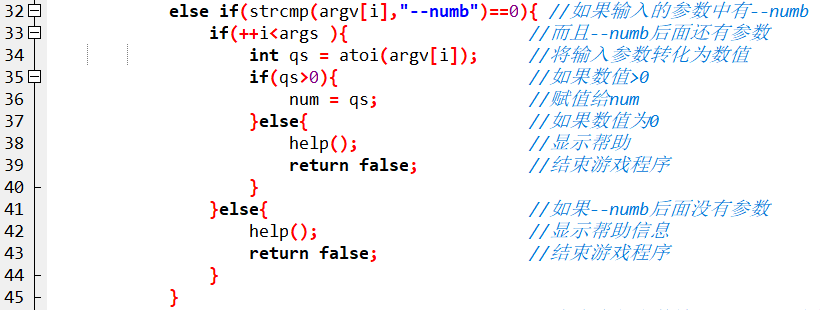 32 else if(strcmp(argv[i],"--numb")==0){ //如果输入的参数中有--numb
33 if(++i<args ){ //而且--numb后面还有参数
34 int qs = atoi(argv[i]); //将输入参数转化为数值
35 if(qs>0){ //如果数值>0
36 num = qs; //赋值给num
37 }else{ //如果数值为0
38 help(); //显示帮助
39 return false; //结束游戏程序
40 }
41 }else{ //如果--numb后面没有参数
42 help(); //显示帮助信息
43 return false; //结束游戏程序
44 }
45 }